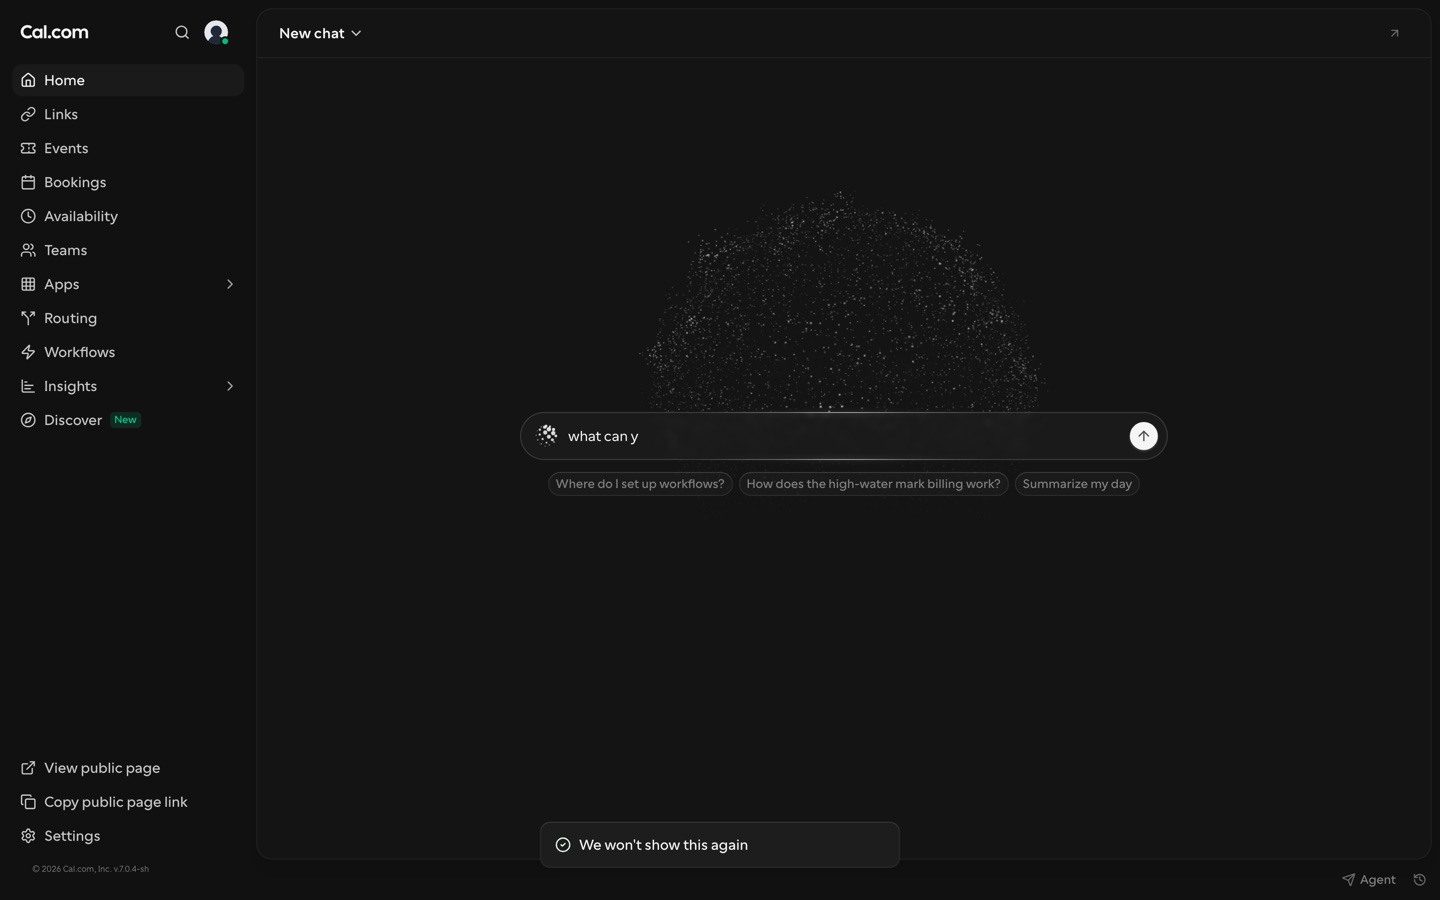 Cal.com
Home
Links
Events
Bookings
Availability
Teams
Apps
Routing
Workflows
Insights
Discover New
View public page
Copy public page link
Settings
© 2026 Cal.com, Inc. v.7.0.4-sh
New chat
what can y
Where do I set up workflows? How does the high-water mark billing work? Summarize my day
We won't show this again
Agent